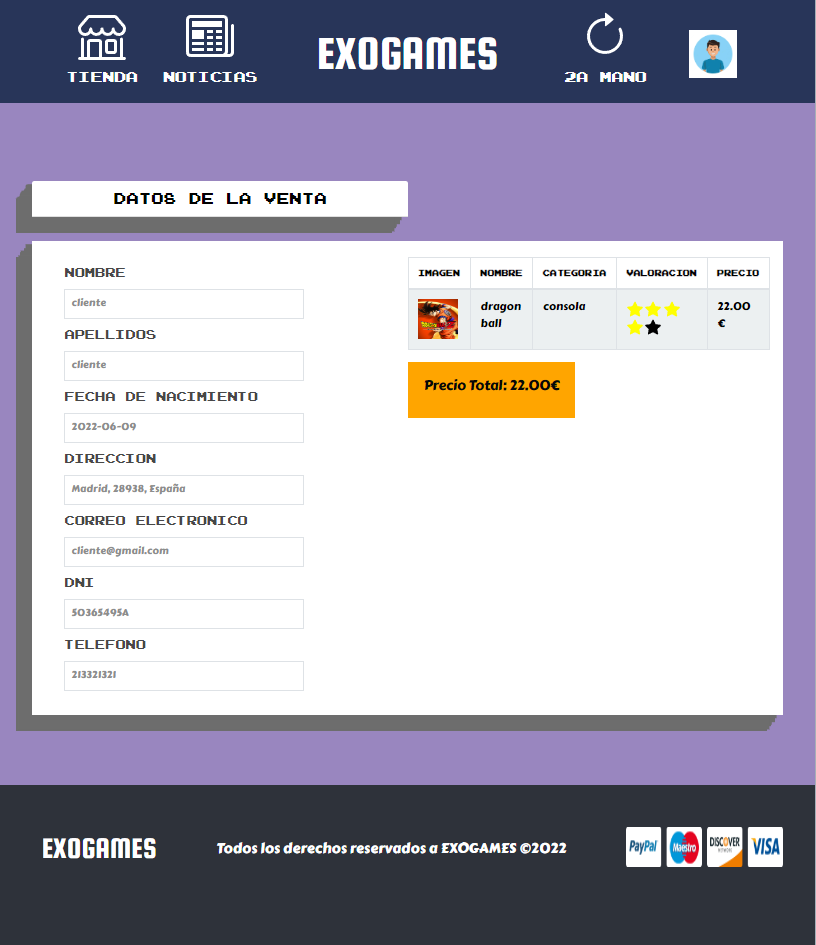 TIENDA
NOTICIAS
EXOGAMES
2A MANO
DATOS DE LA VENTA
NOMBRE
cliente
APELLIDOS
cliente
FECHA DE NACIMIENTO
2022-06-09
DIRECCION
Madrid, 28938, España
CORREO ELECTRONICO
cliente@gmail.com
DNI
50365495A
TELEFONO
213321321
IMAGEN NOMBRE CATEGORIA VALORACION PRECIO
dragon consola 22.00
ball €
Precio Total: 22.00€
EXOGAMES
Todos los derechos reservados a EXOGAMES ©2022
PayPal Maestro DISCOVER VISA